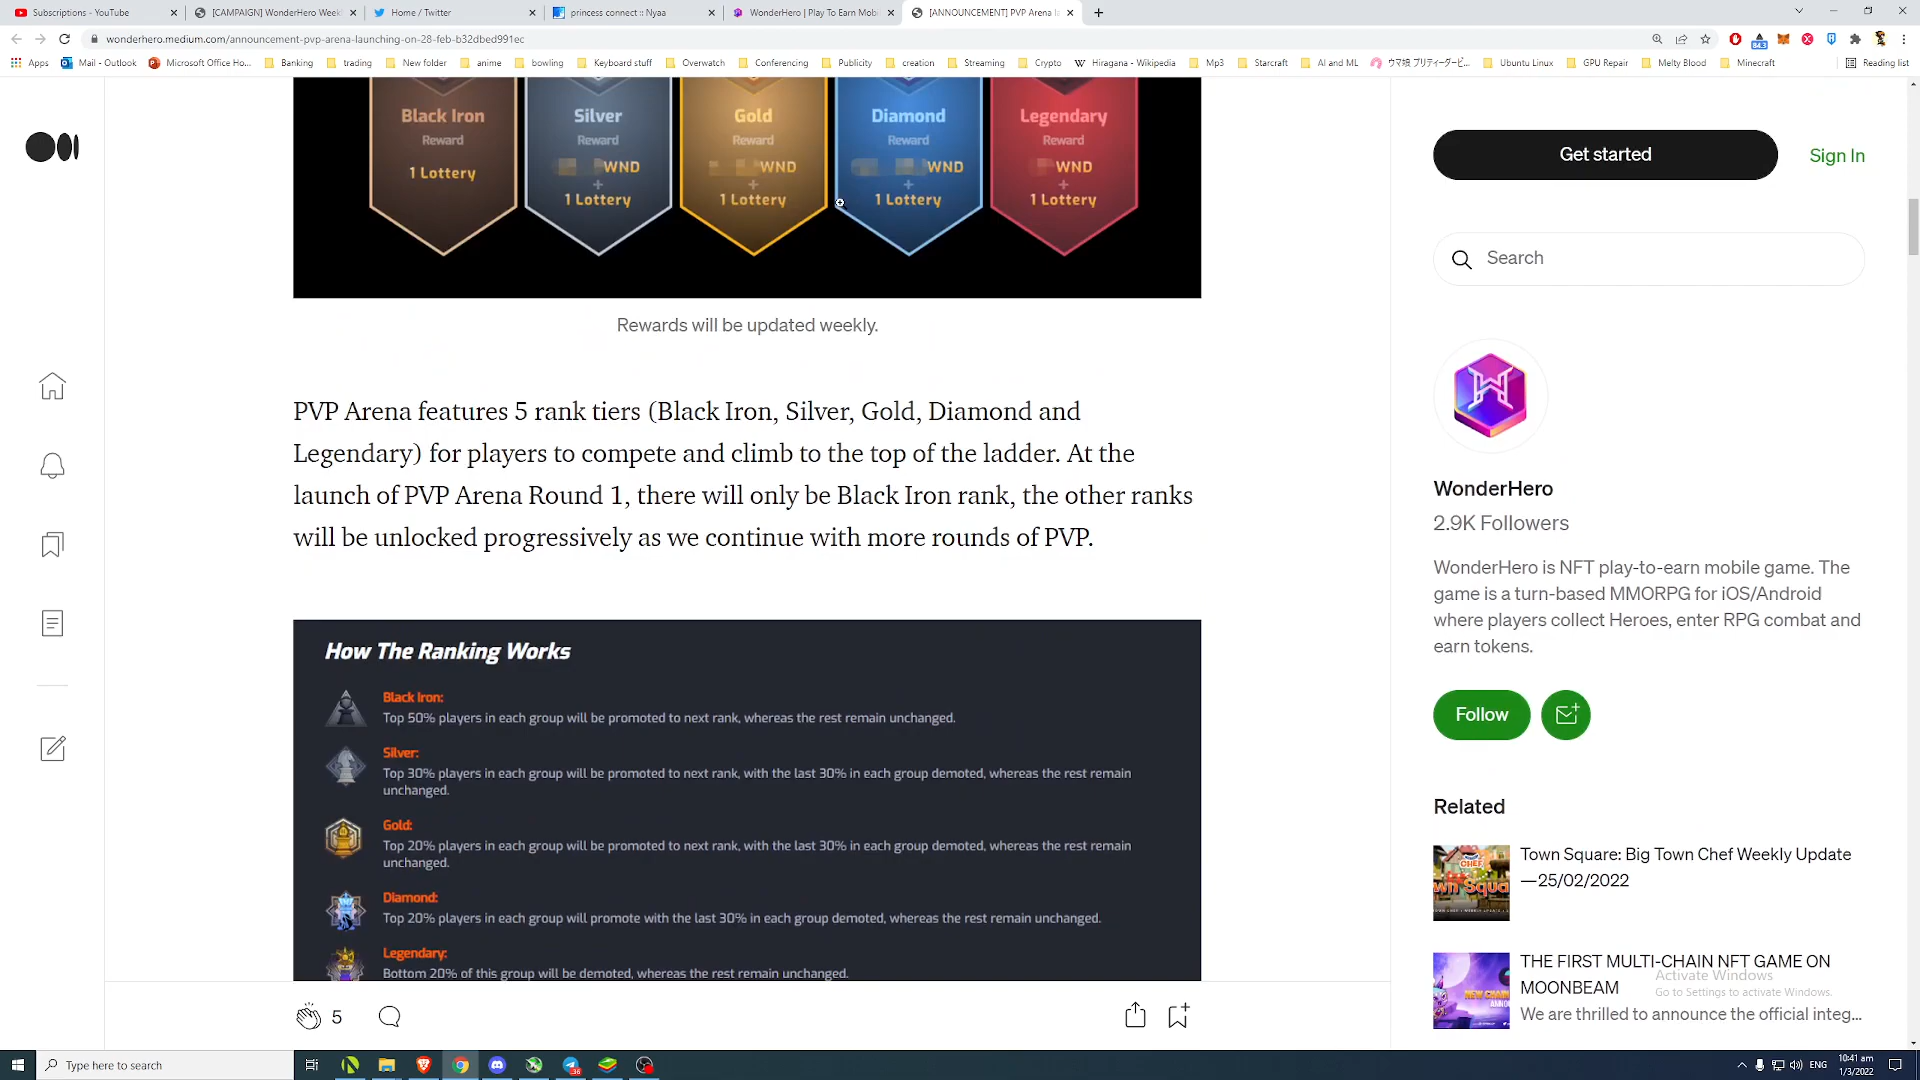 Subscriptions - YouTube
[CAMPAIGN] WonderHero Week
Home / Twitter
princess connect :: Nyaa
WonderHero | Play To Earn Mobi
[ANNOUNCEMENT] PVP Arena l
wonderhero.medium.com/announcement-pvp-arena-launching-on-28-feb-b32dbed991ec
Apps
Mail - Outlook
Microsoft Office Ho...
Banking
trading
New folder
anime
bowling
Keyboard stuff
Overwatch
Conferencing
Publicity
creation
Streaming
Crypto
Hiragana - Wikipedia
Mp3
Starcraft
AI and ML
ウマ娘 プリティーダービ...
Ubuntu Linux
GPU Repair
Melty Blood
Minecraft
Reading list
Black Iron
Reward
1 Lottery
Silver
Reward
WND
+
1 Lottery
Gold
Reward
WND
+
1 Lottery
Diamond
Reward
WND
+
1 Lottery
Legendary
Reward
WND
+
1 Lottery
Rewards will be updated weekly.
PVP Arena features 5 rank tiers (Black Iron, Silver, Gold, Diamond and
Legendary) for players to compete and climb to the top of the ladder. At the
launch of PVP Arena Round 1, there will only be Black Iron rank, the other ranks
will be unlocked progressively as we continue with more rounds of PVP.
How The Ranking Works
Black Iron:
Top 50% players in each group will be promoted to next rank, whereas the rest remain unchanged.
Silver:
Top 30% players in each group will be promoted to next rank, with the last 30% in each group demoted, whereas the rest remain
unchanged.
Gold:
Top 20% players in each group will be promoted to next rank, with the last 30% in each group demoted, whereas the rest remain
unchanged.
Diamond:
Top 20% players in each group will promote with the last 30% in each group demoted, whereas the rest remain unchanged.
Legendary:
Bottom 20% of this group will be demoted, whereas the rest remain unchanged.
5
Get started
Sign In
Search
WonderHero
2.9K Followers
WonderHero is NFT play-to-earn mobile game. The
game is a turn-based MMORPG for iOS/Android
where players collect Heroes, enter RPG combat and
earn tokens.
Follow
Related
Town Square: Big Town Chef Weekly Update
—25/02/2022
THE FIRST MULTI-CHAIN NFT GAME ON
MOONBEAM
We are thrilled to announce the official integ...
Activate Windows
Go to Settings to activate Windows.
Type here to search
ENG
10:41 am
1/3/2022